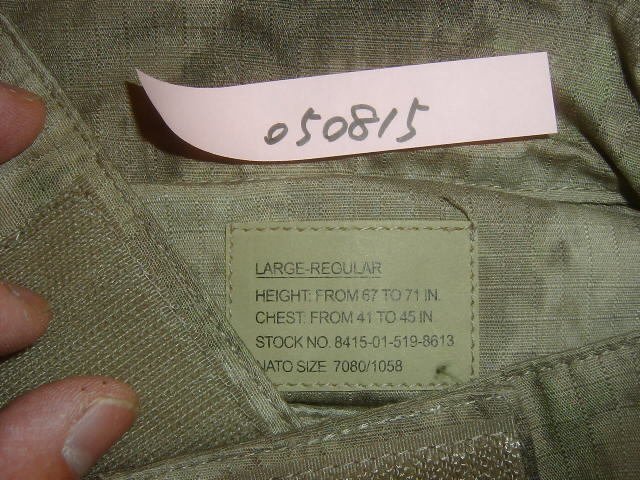 050815
LARGE-REGULAR
HEIGHT: FROM 67 TO 71 IN.
CHEST: FROM 41 TO 45 IN.
STOCK NO. 8415-01-519-8613
NATO SIZE 7080/1058